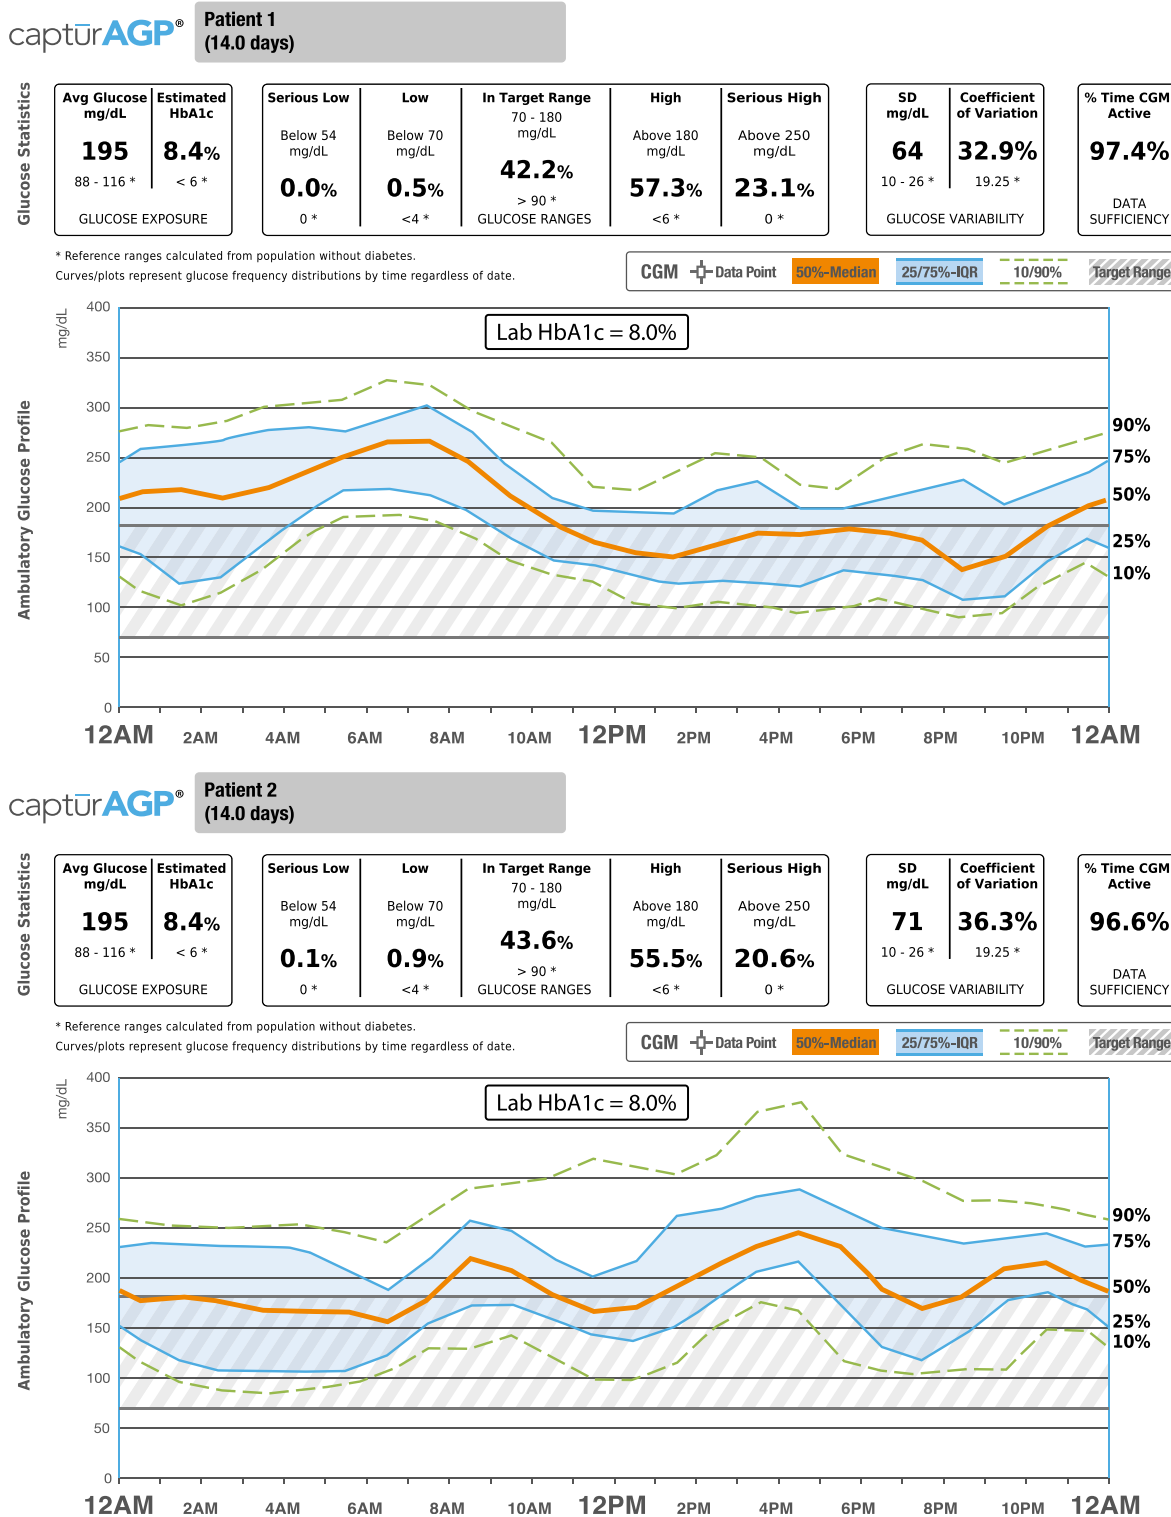 captūrAGP®
Patient 1
(14.0 days)
Glucose Statistics
Avg Glucose mg/dL
195
88 - 116 *
Estimated HbA1c
8.4%
< 6 *
GLUCOSE EXPOSURE
Serious Low
Below 54 mg/dL
0.0%
0 *
Low
Below 70 mg/dL
0.5%
<4 *
In Target Range
70 - 180 mg/dL
42.2%
> 90 *
GLUCOSE RANGES
High
Above 180 mg/dL
57.3%
<6 *
Serious High
Above 250 mg/dL
23.1%
0 *
SD mg/dL
64
10 - 26 *
Coefficient of Variation
32.9%
19.25 *
GLUCOSE VARIABILITY
% Time CGM Active
97.4%
DATA SUFFICIENCY
* Reference ranges calculated from population without diabetes.
Curves/plots represent glucose frequency distributions by time regardless of date.
CGM Data Point 50%-Median 25/75%-IQR 10/90% Target Range
Ambulatory Glucose Profile
mg/dL
400
350
300
250
200
150
100
50
0
Lab HbA1c = 8.0%
90%
75%
50%
25%
10%
12AM 2AM 4AM 6AM 8AM 10AM 12PM 2PM 4PM 6PM 8PM 10PM 12AM
captūrAGP®
Patient 2
(14.0 days)
Glucose Statistics
Avg Glucose mg/dL
195
88 - 116 *
Estimated HbA1c
8.4%
< 6 *
GLUCOSE EXPOSURE
Serious Low
Below 54 mg/dL
0.1%
0 *
Low
Below 70 mg/dL
0.9%
<4 *
In Target Range
70 - 180 mg/dL
43.6%
> 90 *
GLUCOSE RANGES
High
Above 180 mg/dL
55.5%
<6 *
Serious High
Above 250 mg/dL
20.6%
0 *
SD mg/dL
71
10 - 26 *
Coefficient of Variation
36.3%
19.25 *
GLUCOSE VARIABILITY
% Time CGM Active
96.6%
DATA SUFFICIENCY
* Reference ranges calculated from population without diabetes.
Curves/plots represent glucose frequency distributions by time regardless of date.
CGM Data Point 50%-Median 25/75%-IQR 10/90% Target Range
Ambulatory Glucose Profile
mg/dL
400
350
300
250
200
150
100
50
0
Lab HbA1c = 8.0%
90%
75%
50%
25%
10%
12AM 2AM 4AM 6AM 8AM 10AM 12PM 2PM 4PM 6PM 8PM 10PM 12AM